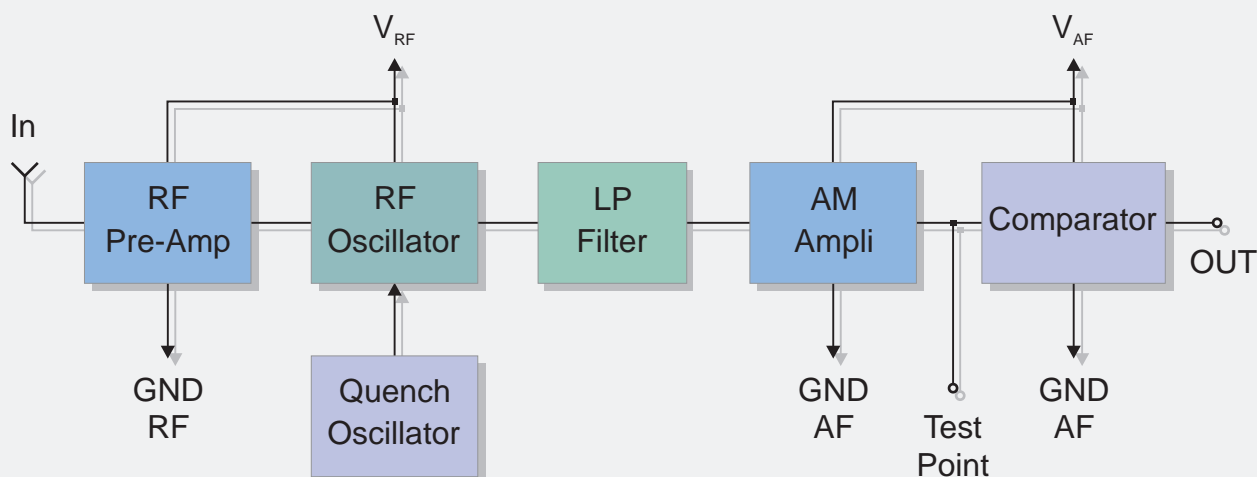 V RF
V AF
In
RF
Pre-Amp
RF
Oscillator
LP
Filter
AM
Ampli
Comparator
OUT
GND
RF
Quench
Oscillator
GND
AF
Test
Point
GND
AF